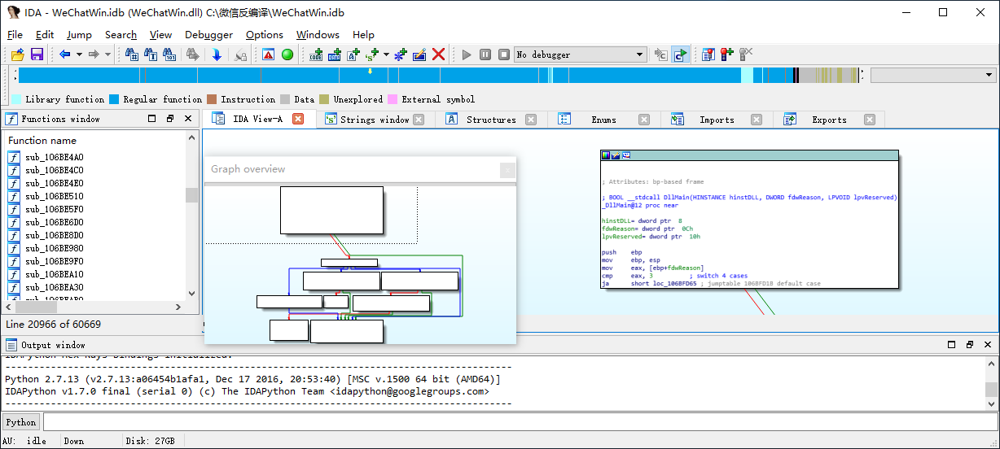 IDA - WeChatWin.idb (WeChatWin.dll) C:\微信反编译\WeChatWin.idb
File Edit Jump Search View Debugger Options Windows Help
No debugger
Library function Regular function Instruction Data Unexplored External symbol
Functions window
IDA View-A Strings window Structures Enums Imports Exports
Function name
sub_106BE4A0
sub_106BE4C0
sub_106BE4E0
sub_106BE510
sub_106BE5F0
sub_106BE6D0
sub_106BE8D0
sub_106BE980
sub_106BE9F0
sub_106BEA10
sub_106BEA30
Line 20966 of 60669
Graph overview
; Attributes: bp-based frame
; BOOL __stdcall DllMain(HINSTANCE hinstDLL, DWORD fdwReason, LPVOID lpvReserved)
_DllMain@12 proc near
hinstDLL= dword ptr 8
fdwReason= dword ptr 0Ch
lpvReserved= dword ptr 10h
push ebp
mov ebp, esp
mov eax, [ebp+fdwReason]
cmp eax, 3 ; switch 4 cases
ja short loc_106BFD65 ; jumptable 106BFD1B default case
Output window
IDAPython Hex-Rays bindings initialized.
---------------------------------------------------------------------------------------------
Python 2.7.13 (v2.7.13:a06454b1afa1, Dec 17 2016, 20:53:40) [MSC v.1500 64 bit (AMD64)]
IDAPython v1.7.0 final (serial 0) (c) The IDAPython Team <idapython@googlegroups.com>
---------------------------------------------------------------------------------------------
Python
AU: idle Down Disk: 27GB